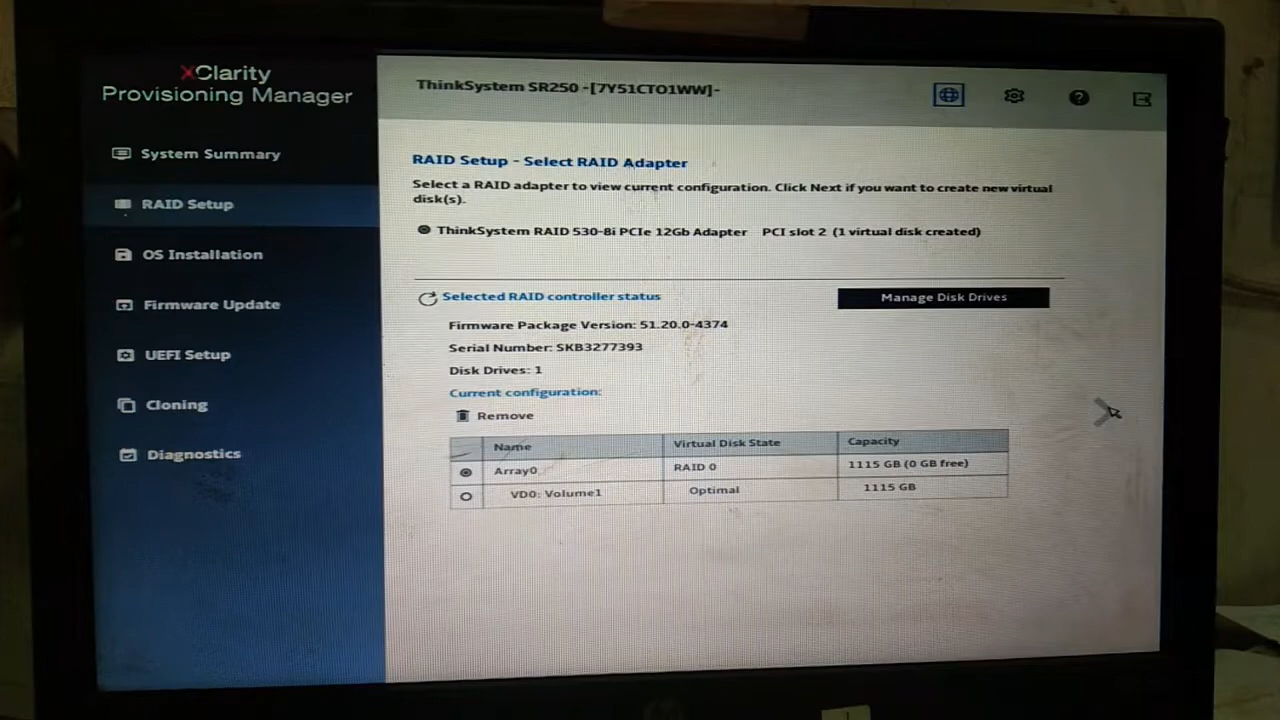 XClarity
Provisioning Manager
System Summary
RAID Setup
OS Installation
Firmware Update
UEFI Setup
Cloning
Diagnostics
ThinkSystem SR250 -[7Y51CTO1WW]-
RAID Setup - Select RAID Adapter
Select a RAID adapter to view current configuration. Click Next if you want to create new virtual
disk(s).
ThinkSystem RAID 530-8i PCIe 12Gb Adapter PCI slot 2 (1 virtual disk created)
Selected RAID controller status
Manage Disk Drives
Firmware Package Version: 51.20.0-4374
Serial Number: SKB3277393
Disk Drives: 1
Current configuration:
Remove
Name Virtual Disk State Capacity
Array0 RAID 0 1115 GB (0 GB free)
VD0: Volume1 Optimal 1115 GB